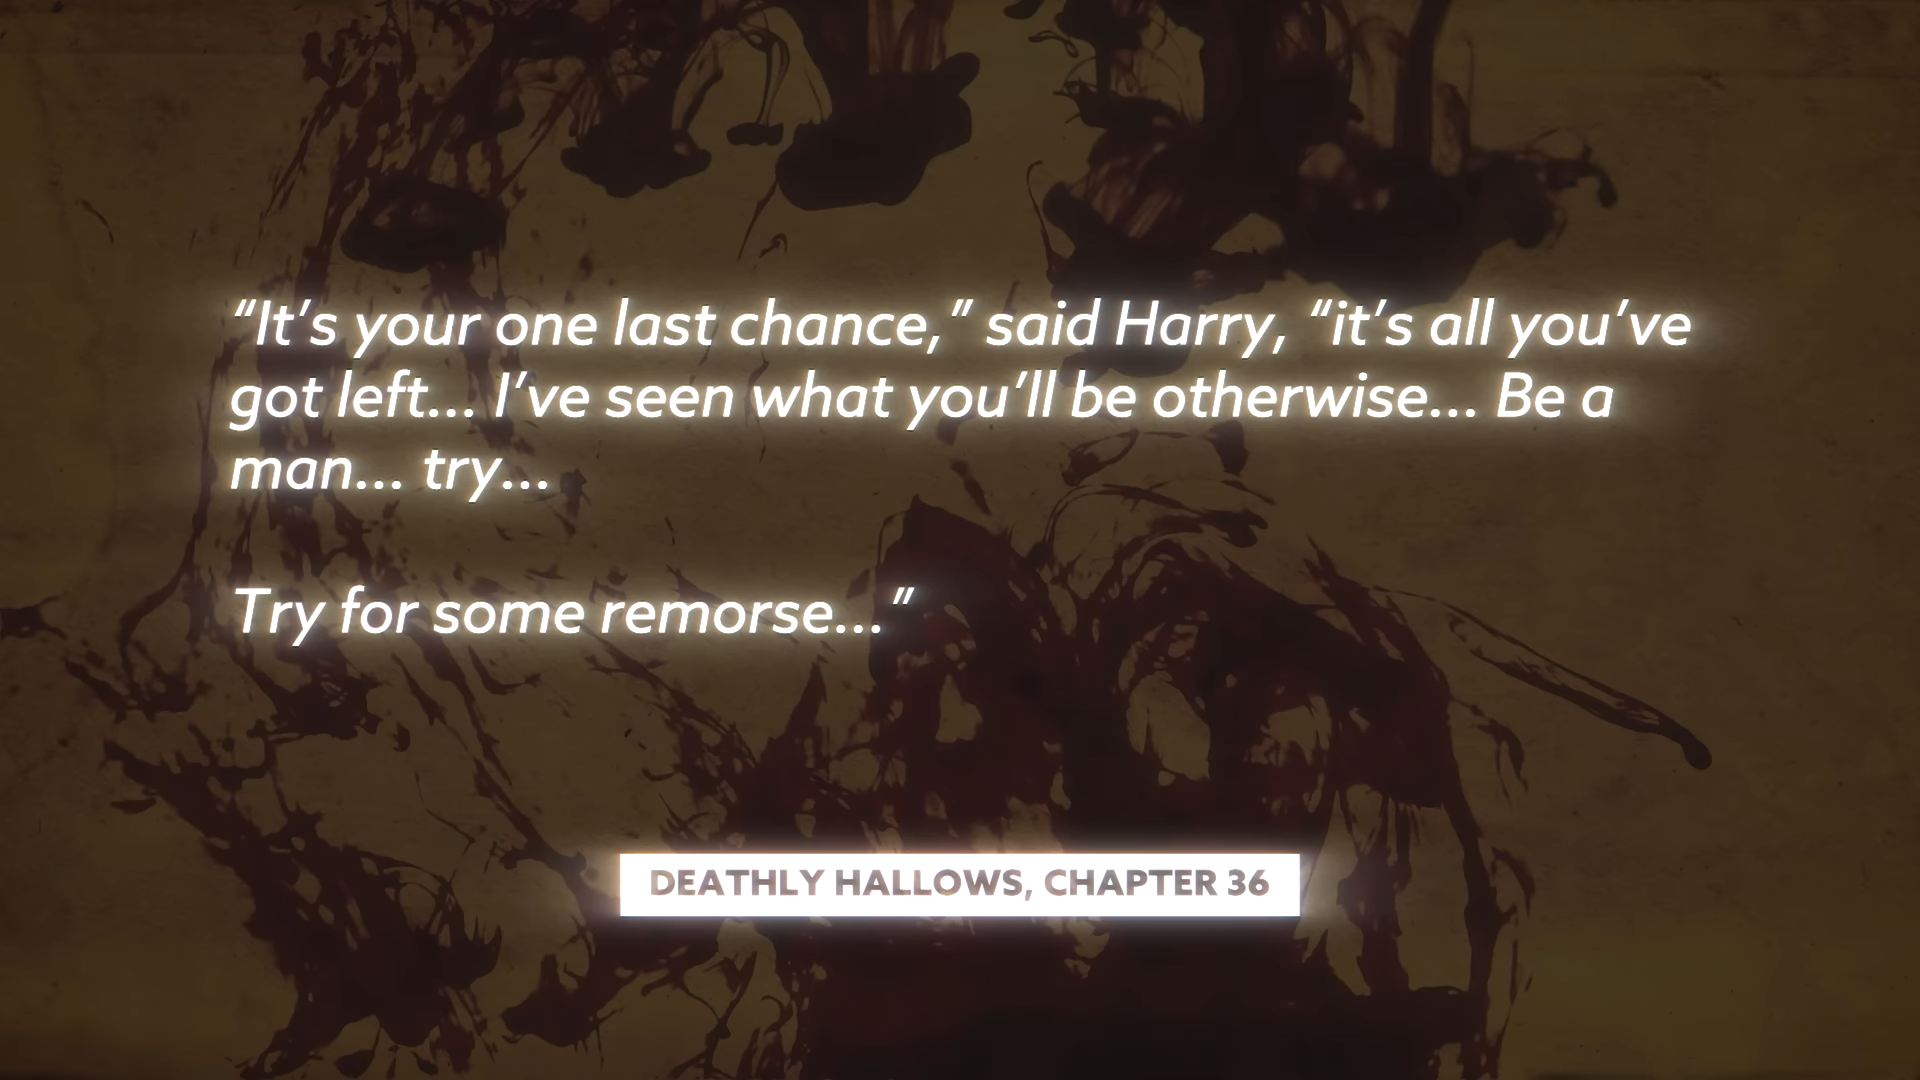 “It’s your one last chance,” said Harry, “it’s all you’ve
got left... I’ve seen what you’ll be otherwise... Be a
man... try...
Try for some remorse...”
DEATHLY HALLOWS, CHAPTER 36